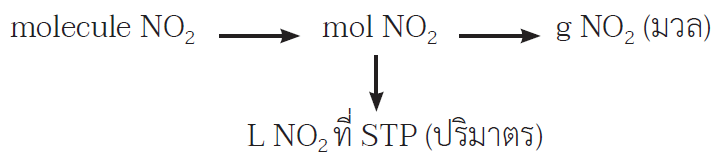 molecule NO₂ → mol NO₂ → g NO₂ (มวล)
↓
L NO₂ ที่ STP (ปริมาตร)